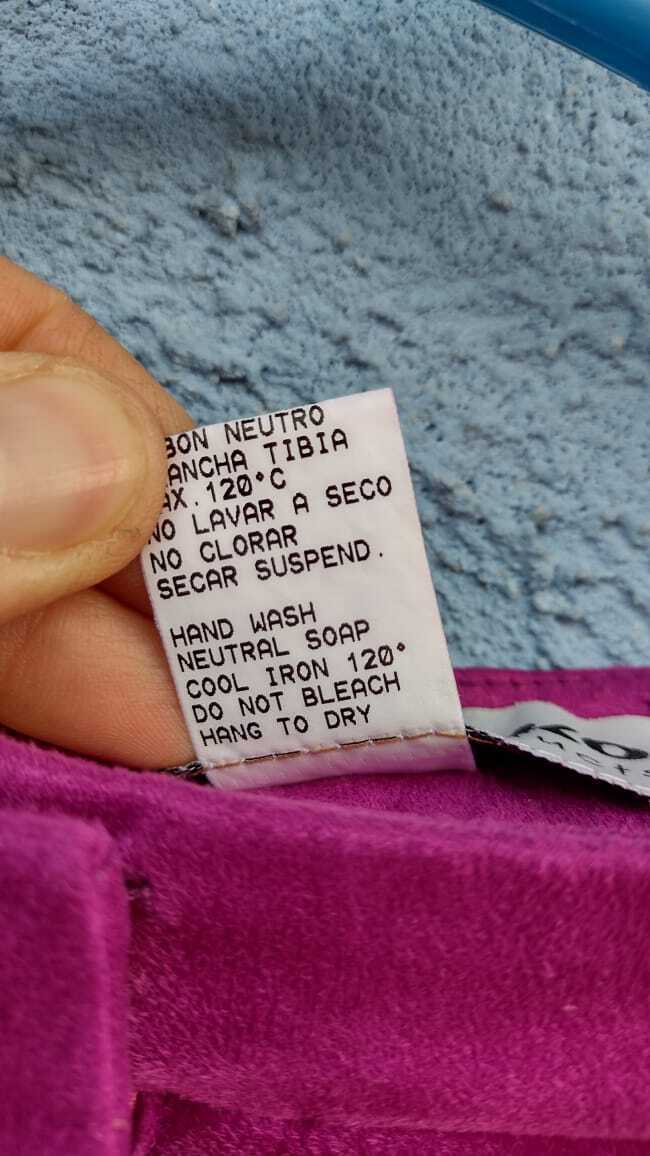 BON NEUTRO
ANCHA TIBIA
AX.120°C
NO LAVAR A SECO
NO CLORAR
SECAR SUSPEND.
HAND WASH
NEUTRAL SOAP
COOL IRON 120°
DO NOT BLEACH
HANG TO DRY